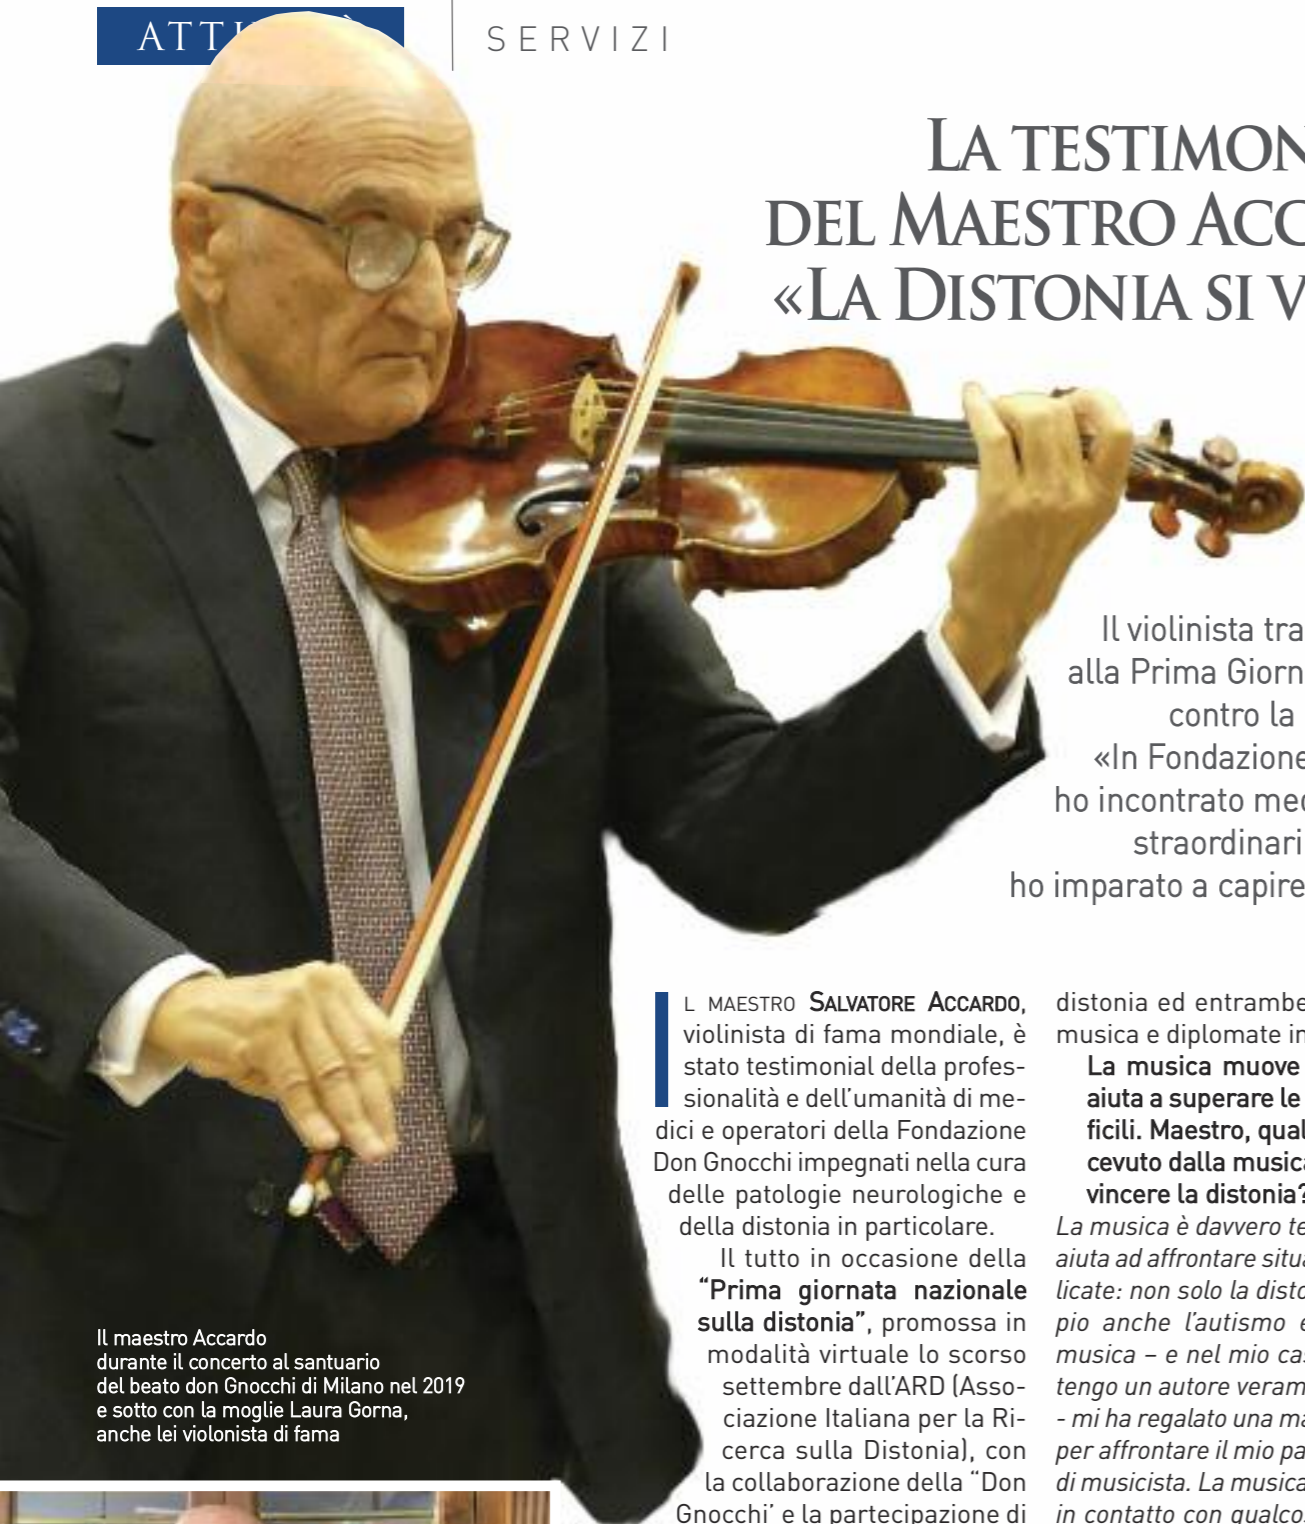 SERVIZI
LA TESTIMON
DEL MAESTRO ACC
«LA DISTONIA SI V
Il violinista tra
alla Prima Giorn
contro la
«In Fondazione
ho incontrato med
straordinari
ho imparato a capire
IL MAESTRO SALVATORE ACCARDO,
violinista di fama mondiale, è
stato testimonial della profes-
sionalità e dell'umanità di me-
dici e operatori della Fondazione
Don Gnocchi impegnati nella cura
delle patologie neurologiche e
della distonia in particolare.
Il tutto in occasione della
“Prima giornata nazionale
sulla distonia”, promossa in
modalità virtuale lo scorso
settembre dall'ARD (Asso-
ciazione Italiana per la Ri-
cerca sulla Distonia), con
la collaborazione della “Don
Gnocchi’ e la partecipazione di
distonia ed entrambe
musica e diplomate in
La musica muove
aiuta a superare le
ficili. Maestro, qual
cevuto dalla musica
vincere la distonia?
La musica è davvero te
aiuta ad affrontare situa
licate: non solo la disto
pio anche l'autismo e
musica – e nel mio cas
tengo un autore veram
- mi ha regalato una ma
per affrontare il mio pa
di musicista. La musica
in contatto con qualcos
Il maestro Accardo
durante il concerto al santuario
del beato don Gnocchi di Milano nel 2019
e sotto con la moglie Laura Gorna,
anche lei violonista di fama